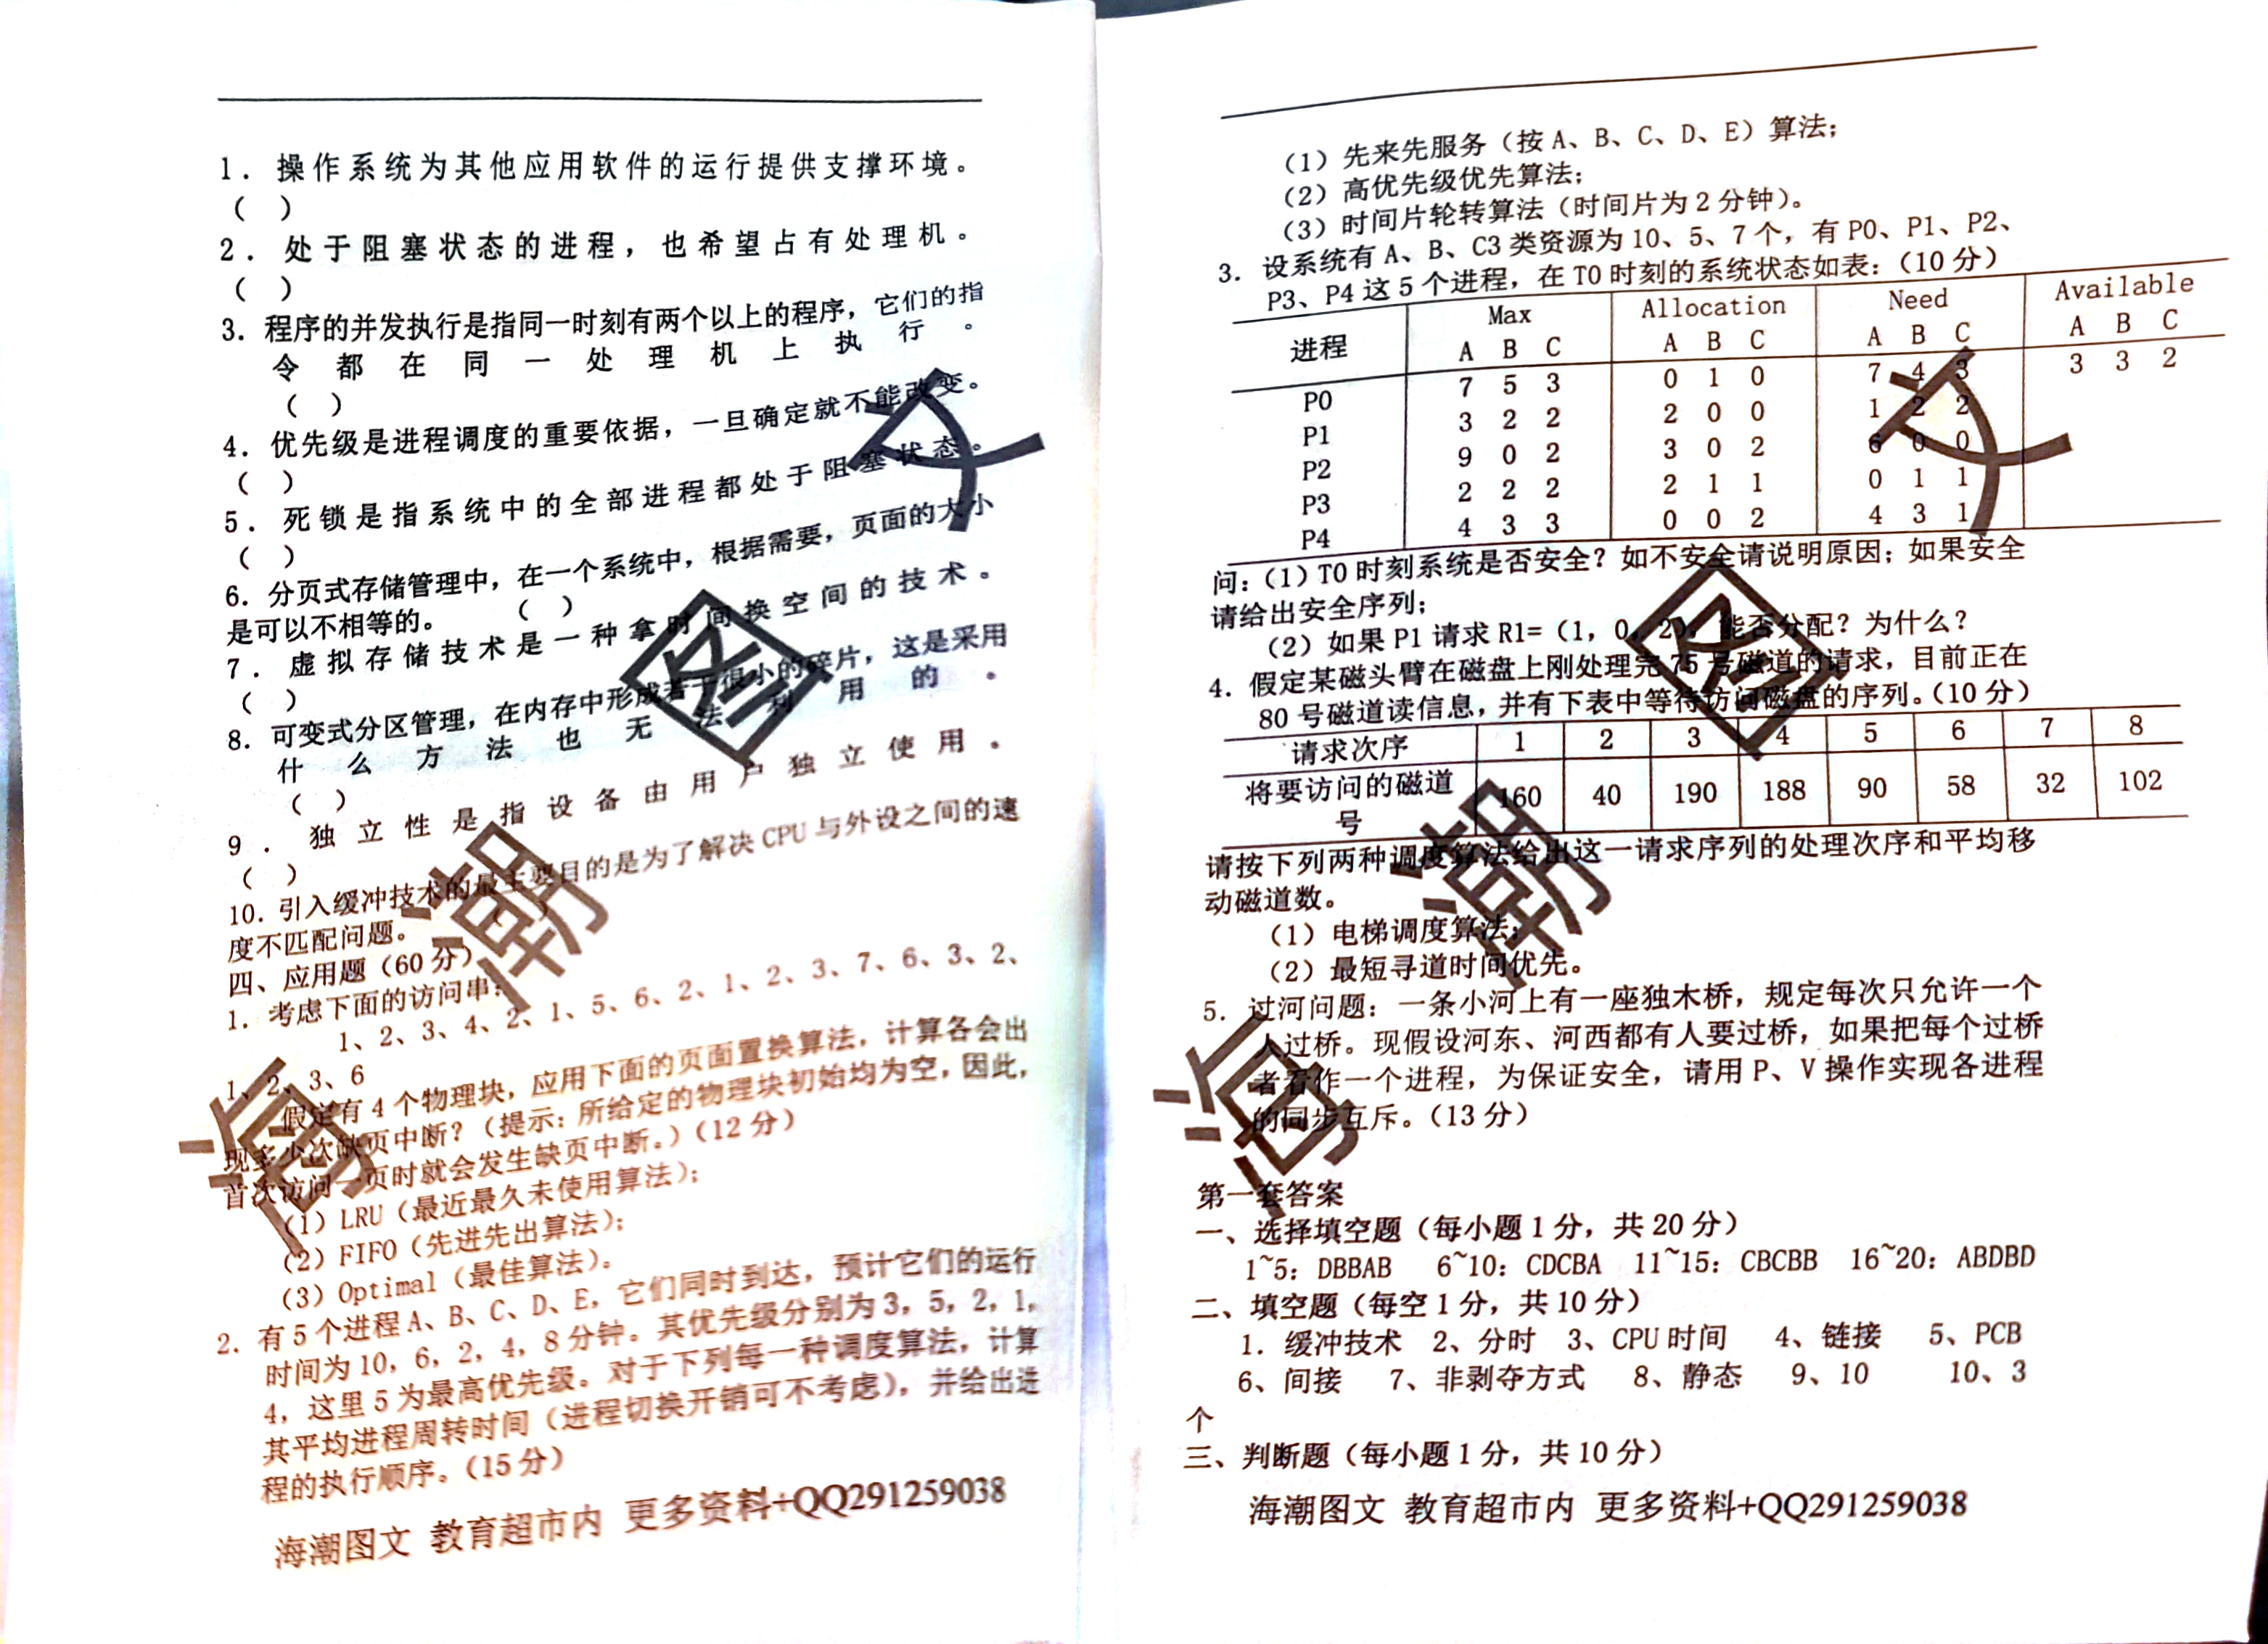 1. 操作系统为其他应用软件的运行提供支撑环境。
( )
2. 处于阻塞状态的进程，也希望占有处理机。
( )
3. 程序的并发执行是指同一时刻有两个以上的程序，它们的指
令都在同一处理机上执行。
( )
4. 优先级是进程调度的重要依据，一旦确定就不能改变。
( )
5. 死锁是指系统中的全部进程都处于阻塞状态。
( )
6. 分页式存储管理中，在一个系统中，根据需要，页面的大小
是可以不相等的。 ( )
7. 虚拟存储技术是一种拿时间换空间的技术。
( )
8. 可变式分区管理，在内存中形成若干很小的碎片，这是采用
什么方法也无法利用的。
( )
9. 独立性是指设备由用户独立使用。
( )
10. 引入缓冲技术的最主要目的是为了解决 CPU 与外设之间的速
度不匹配问题。 ( )
四、应用题（60 分）
1. 考虑下面的访问串：
1、2、3、4、2、1、5、6、2、1、2、3、7、6、3、2、
1、2、3、6
假定有 4 个物理块，应用下面的页面置换算法，计算各会出
现多少次缺页中断？（提示：所给定的物理块初始均为空，因此，
首次访问一页时就会发生缺页中断。）（12 分）
（1）LRU（最近最久未使用算法）；
（2）FIFO（先进先出算法）；
（3）Optimal（最佳算法）。
2. 有 5 个进程 A、B、C、D、E，它们同时到达，预计它们的运行
时间为 10，6，2，4，8 分钟。其优先级分别为 3，5，2，1，
4，这里 5 为最高优先级。对于下列每一种调度算法，计算
其平均进程周转时间（进程切换开销可不考虑），并给出进
程的执行顺序。（15 分）
海潮图文 教育超市内 更多资料+QQ291259038
（1）先来先服务（按 A、B、C、D、E）算法；
（2）高优先级优先算法；
（3）时间片轮转算法（时间片为 2 分钟）。
3. 设系统有 A、B、C3 类资源为 10、5、7 个，有 P0、P1、P2、
P3、P4 这 5 个进程，在 T0 时刻的系统状态如表：（10 分）
进程 Max Allocation Need Available
A B C A B C A B C A B C
P0 7 5 3 0 1 0 7 4 3 3 3 2
P1 3 2 2 2 0 0 1 2 2
P2 9 0 2 3 0 2 6 0 0
P3 2 2 2 2 1 1 0 1 1
P4 4 3 3 0 0 2 4 3 1
问：（1）T0 时刻系统是否安全？如不安全请说明原因；如果安全
请给出安全序列；
（2）如果 P1 请求 R1=（1，0，2），能否分配？为什么？
4. 假定某磁头臂在磁盘上刚处理完 75 号磁道的请求，目前正在
80 号磁道读信息，并有下表中等待访问磁盘的序列。（10 分）
请求次序 1 2 3 4 5 6 7 8
将要访问的磁道
号 160 40 190 188 90 58 32 102
请按下列两种调度算法给出这一请求序列的处理次序和平均移
动磁道数。
（1）电梯调度算法；
（2）最短寻道时间优先。
5. 过河问题：一条小河上有一座独木桥，规定每次只允许一个
人过桥。现假设河东、河西都有人要过桥，如果把每个过桥
者看作一个进程，为保证安全，请用 P、V 操作实现各进程
的同步互斥。（13 分）
第一套答案
一、选择填空题（每小题 1 分，共 20 分）
1~5：DBBAB 6~10：CDCBA 11~15：CBCBB 16~20：ABDBD
二、填空题（每空 1 分，共 10 分）
1. 缓冲技术 2、分时 3、CPU 时间 4、链接 5、PCB
6、间接 7、非剥夺方式 8、静态 9、10 10、3
个
三、判断题（每小题 1 分，共 10 分）
海潮图文 教育超市内 更多资料+QQ291259038
海潮图文
海潮图文